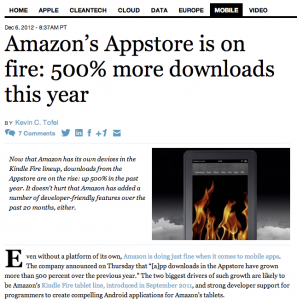 HOME APPLE CLEANTECH CLOUD DATA EUROPE MOBILE VIDEO
Dec 6, 2012 - 8:37AM PT
Amazon's Appstore is on
fire: 500% more downloads
this year
BY Kevin C. Tofel
7 Comments
+1
Now that Amazon has its own devices in the
Kindle Fire lineup, downloads from the
Appstore are on the rise: up 500% in the past
year. It doesn't hurt that Amazon has added a
number of developer-friendly features over the
past 20 months, either.
Even without a platform of its own, Amazon is doing just fine when it comes to mobile apps.
The company announced on Thursday that "[a]pp downloads in the Appstore have grown
more than 500 percent over the previous year." The two biggest drivers of such growth are likely to
be Amazon's Kindle Fire tablet line, introduced in September 2011, and strong developer support for
programmers to create compelling Android applications for Amazon's tablets.